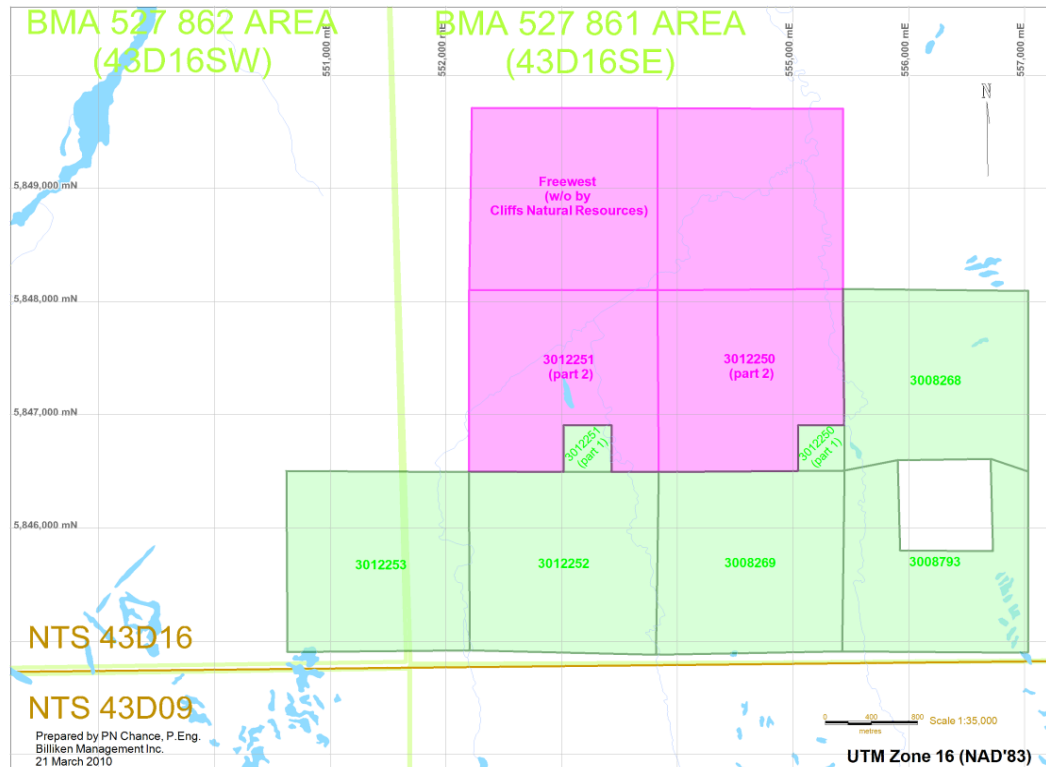 BMA 527 862 AREA
(43D16SW)
BMA 527 861 AREA
(43D16SE)
551,000 mE
552,000 mE
555,000 mE
556,000 mE
557,000 mE
N
5,849,000 mN
5,848,000 mN
5,847,000 mN
5,846,000 mN
Freewest
(w/o by
Cliffs Natural Resources)
3012251
(part 2)
3012250
(part 2)
3008268
3012251
(part 1)
3012250
(part 1)
3012253
3012252
3008269
3008793
NTS 43D16
NTS 43D09
Prepared by PN Chance, P.Eng.
Billiken Management Inc.
21 March 2010
0 400 800
metres
Scale 1:35,000
UTM Zone 16 (NAD'83)